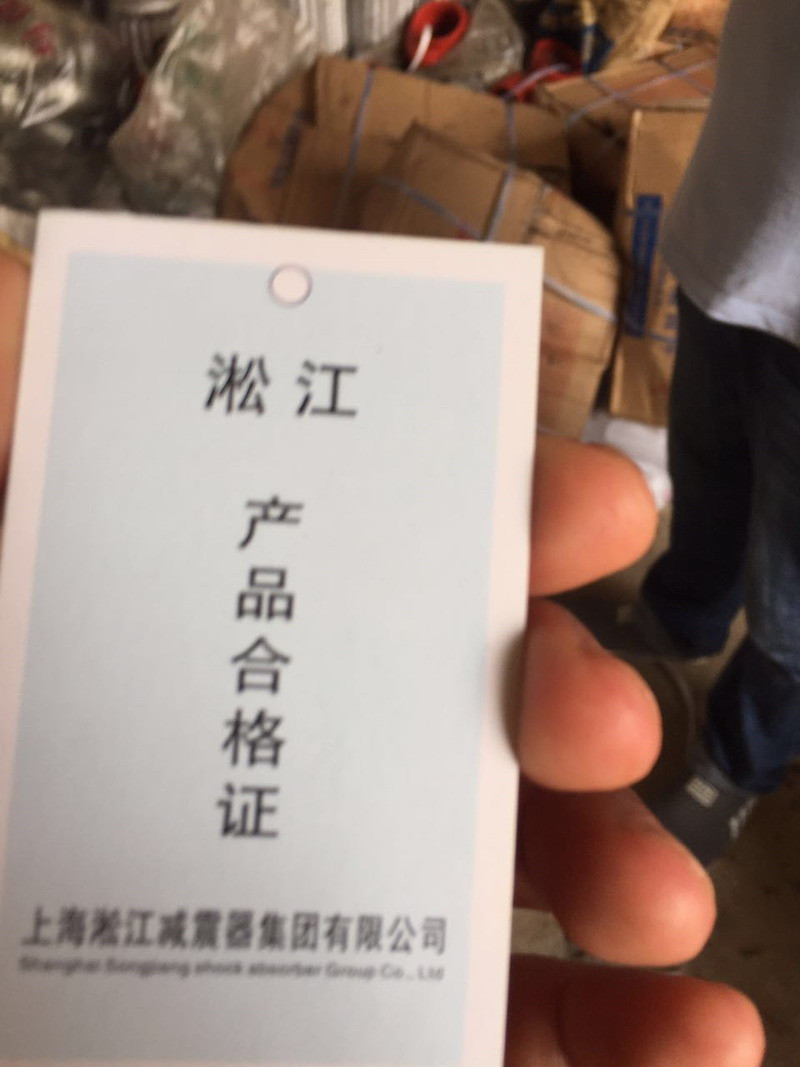 淞江
产品合格证
上海淞江减震器集团有限公司
Shanghai Songjiang shock absorber Group Co., Ltd